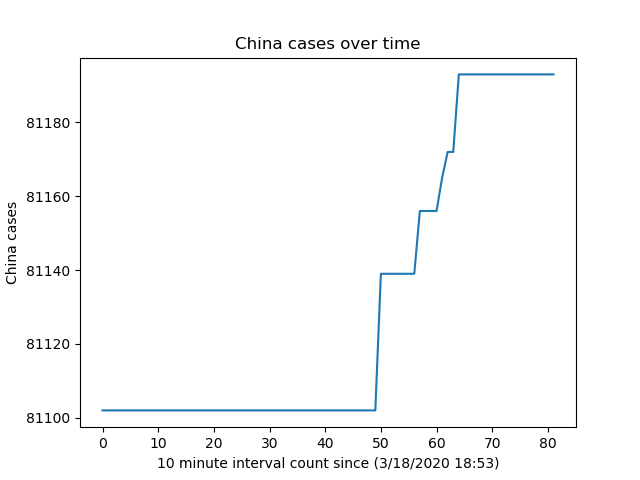 China cases over time
81180
81160
81140
81120
81100
China cases
0 10 20 30 40 50 60 70 80
10 minute interval count since (3/18/2020 18:53)